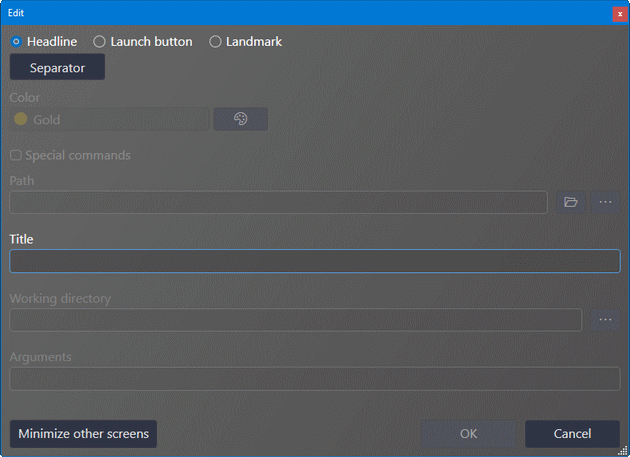 Edit
x
Headline Launch button Landmark
Separator
Color
Gold
Special commands
Path
...
Title
Working directory
...
Arguments
Minimize other screens OK Cancel